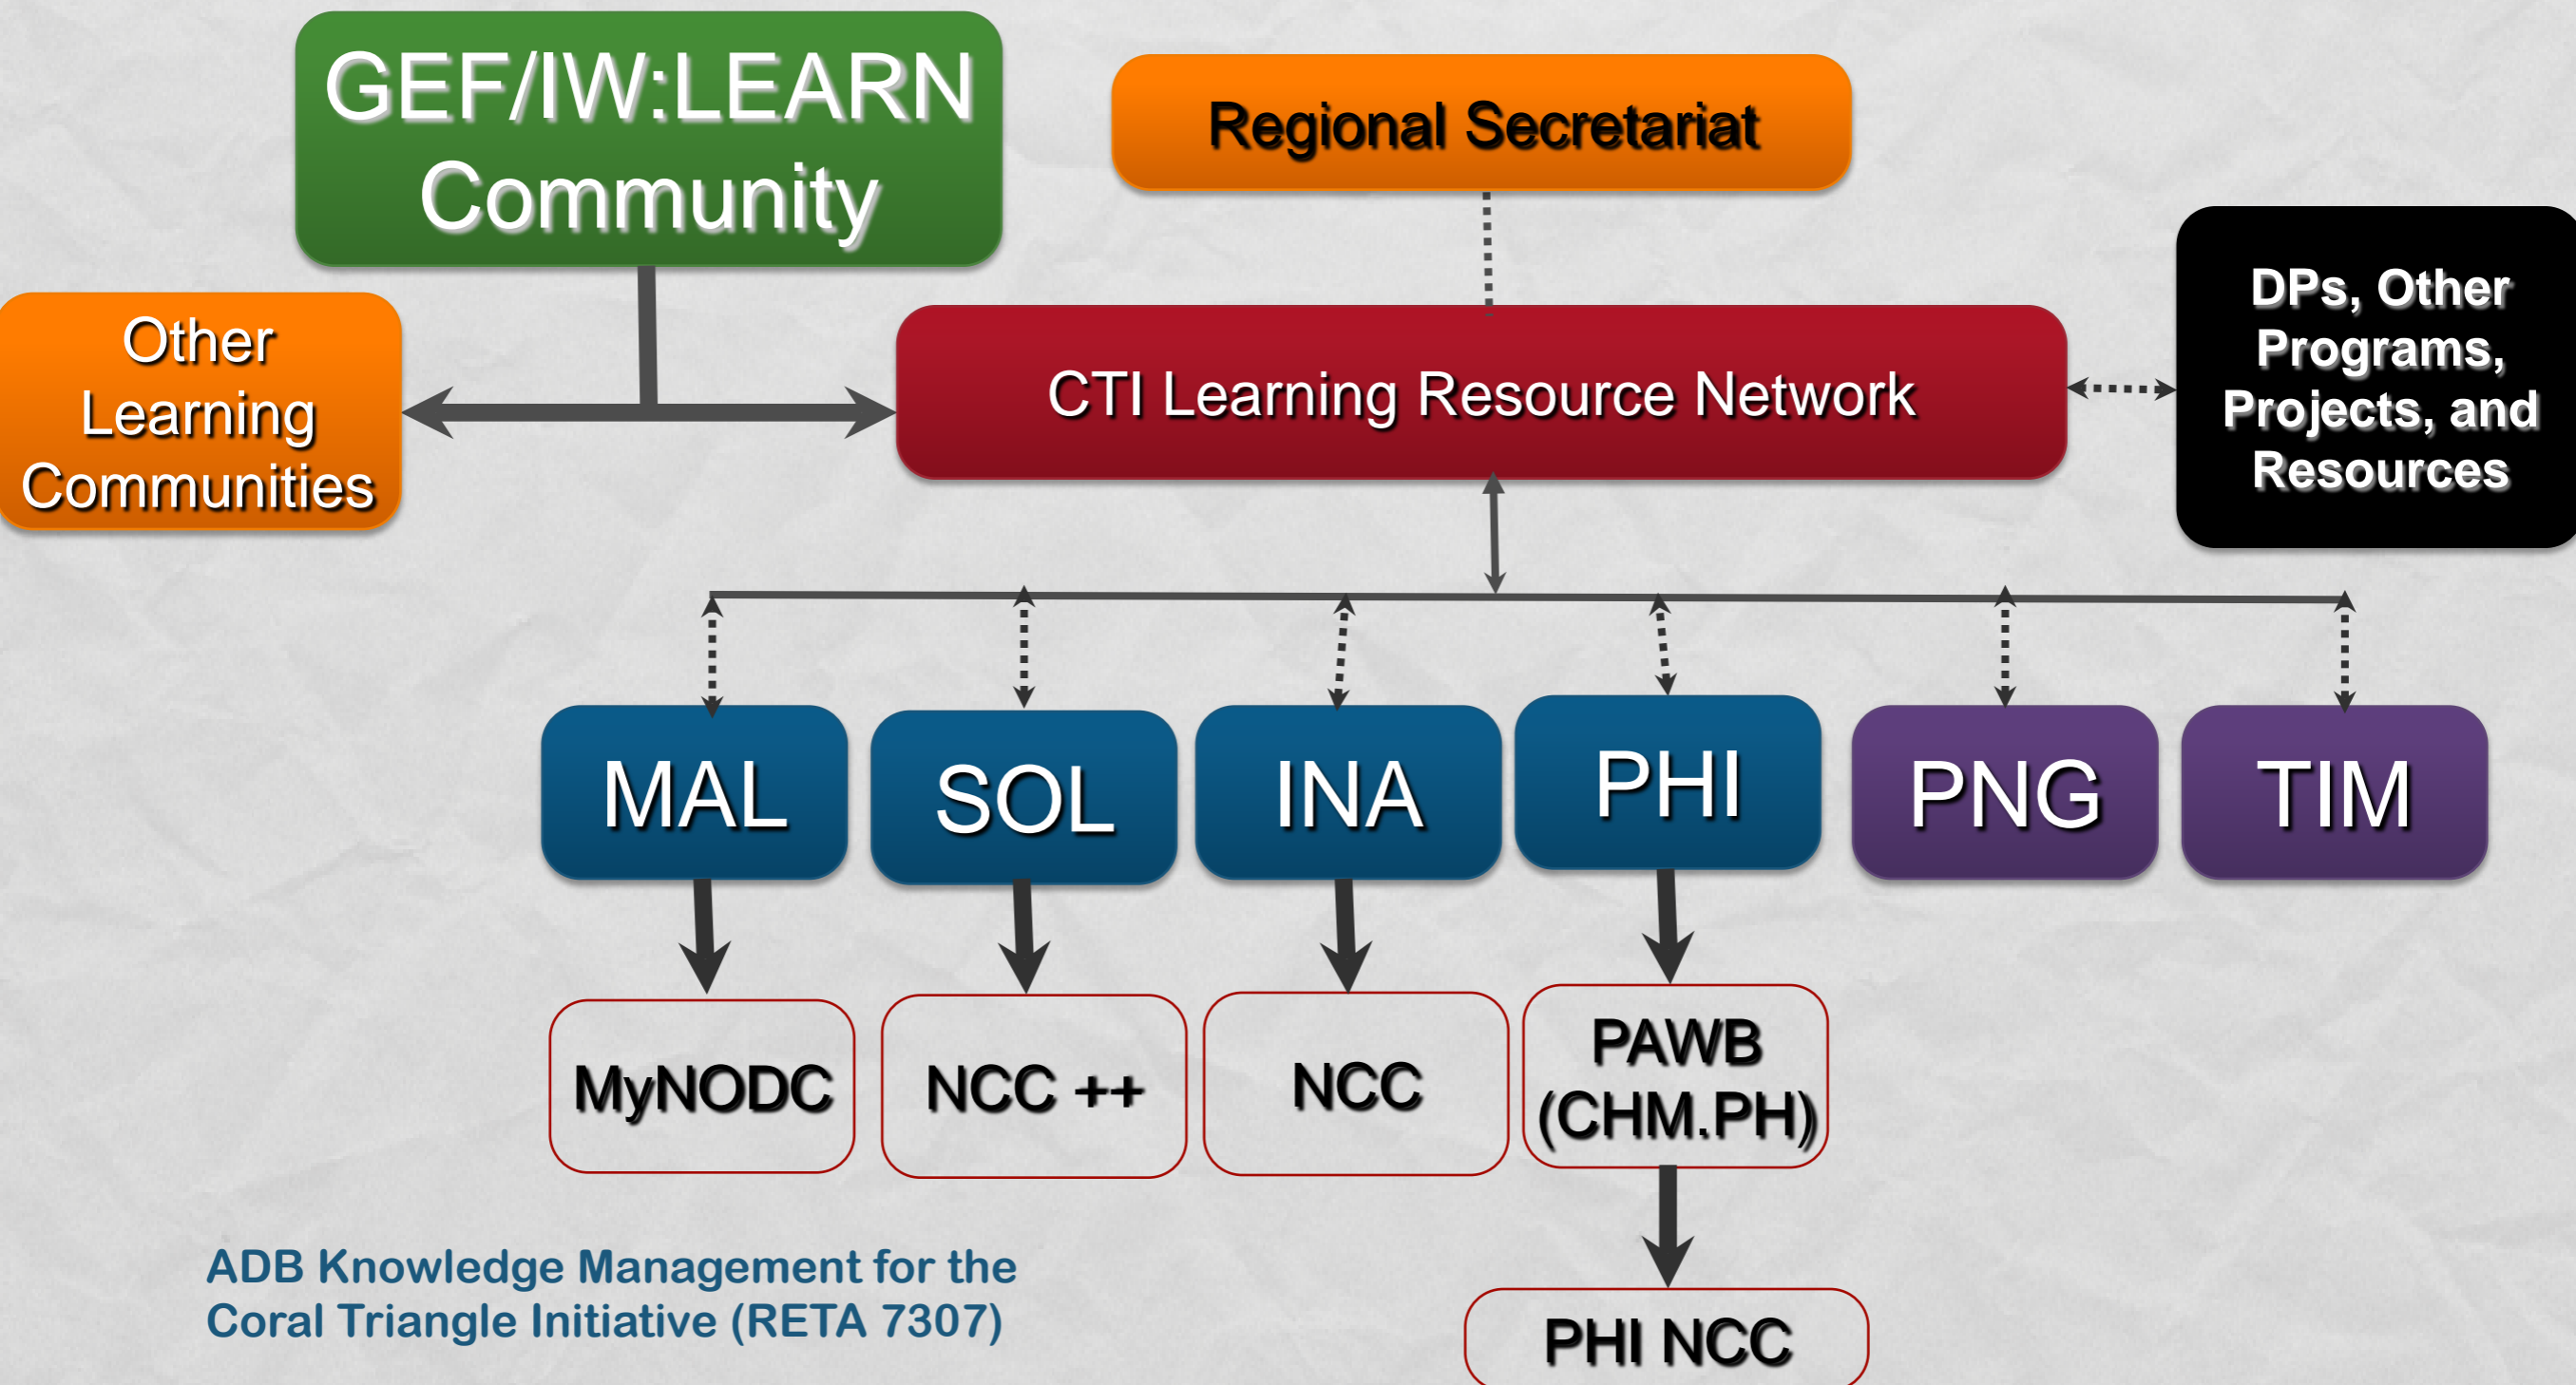 GEF/IW:LEARN
Community
Regional Secretariat
Other
Learning
Communities
CTI Learning Resource Network
DPs, Other
Programs,
Projects, and
Resources
MAL
SOL
INA
PHI
PNG
TIM
MyNODC
NCC ++
NCC
PAWB
(CHM.PH)
PHI NCC
ADB Knowledge Management for the
Coral Triangle Initiative (RETA 7307)